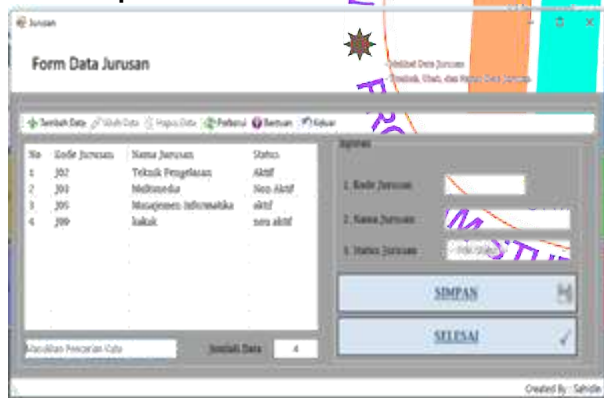 Jurusan
Form Data Jurusan
- Melihat Data Jurusan
- Tambah, Ubah, dan Hapus Data Jurusan
Tambah Data Ubah Data Hapus Data Perbarui Bantuan Keluar
No Kode Jurusan Nama Jurusan Status
1 J02 Teknik Pengelasan Aktif
2 J03 Multimedia Non Aktif
3 J05 Manajemen Informatika aktif
4 J09 kakak non aktif
Inputan
1. Kode Jurusan
2. Nama Jurusan
3. Status Jurusan
SIMPAN
SELESAI
Masukkan Pencarian Kata Jumlah Data 4
Created By : Sahidin